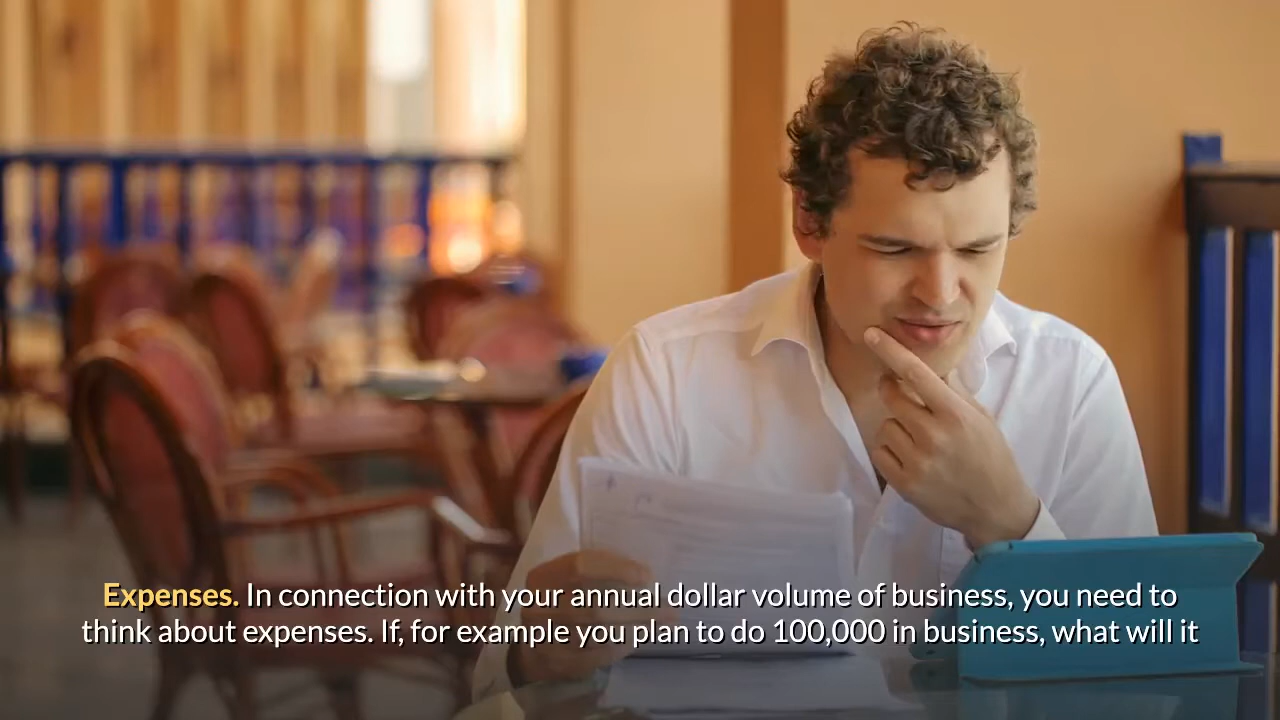 Expenses. In connection with your annual dollar volume of business, you need to
think about expenses. If, for example you plan to do 100,000 in business, what will it